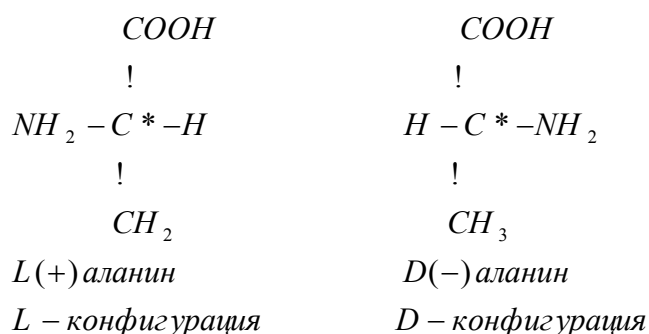 COOH COOH
! !
NH₂ – C * –H H – C * –NH₂
! !
CH₂ CH₃
L(+) аланин D(–) аланин
L – конфигурация D – конфигурация